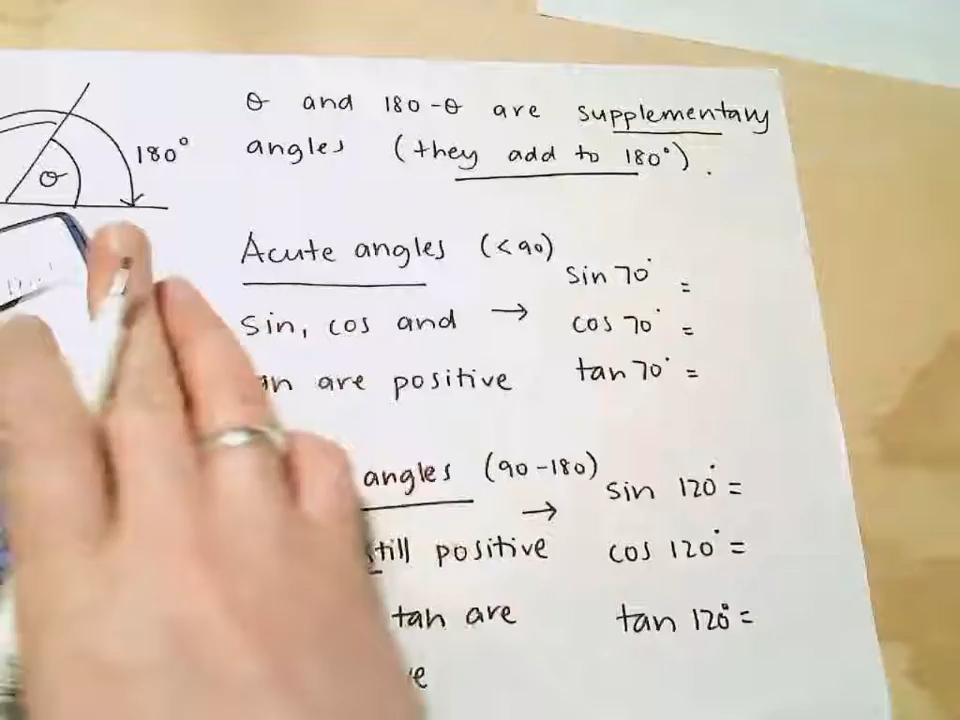 θ and 180-θ are supplementary
angles (they add to 180°).
180°
θ
Acute angles (<90)
sin 70° =
sin, cos and → cos 70° =
an are positive tan 70° =
angles (90-180)
sin 120° =
→
still positive cos 120° =
tan are tan 120° =